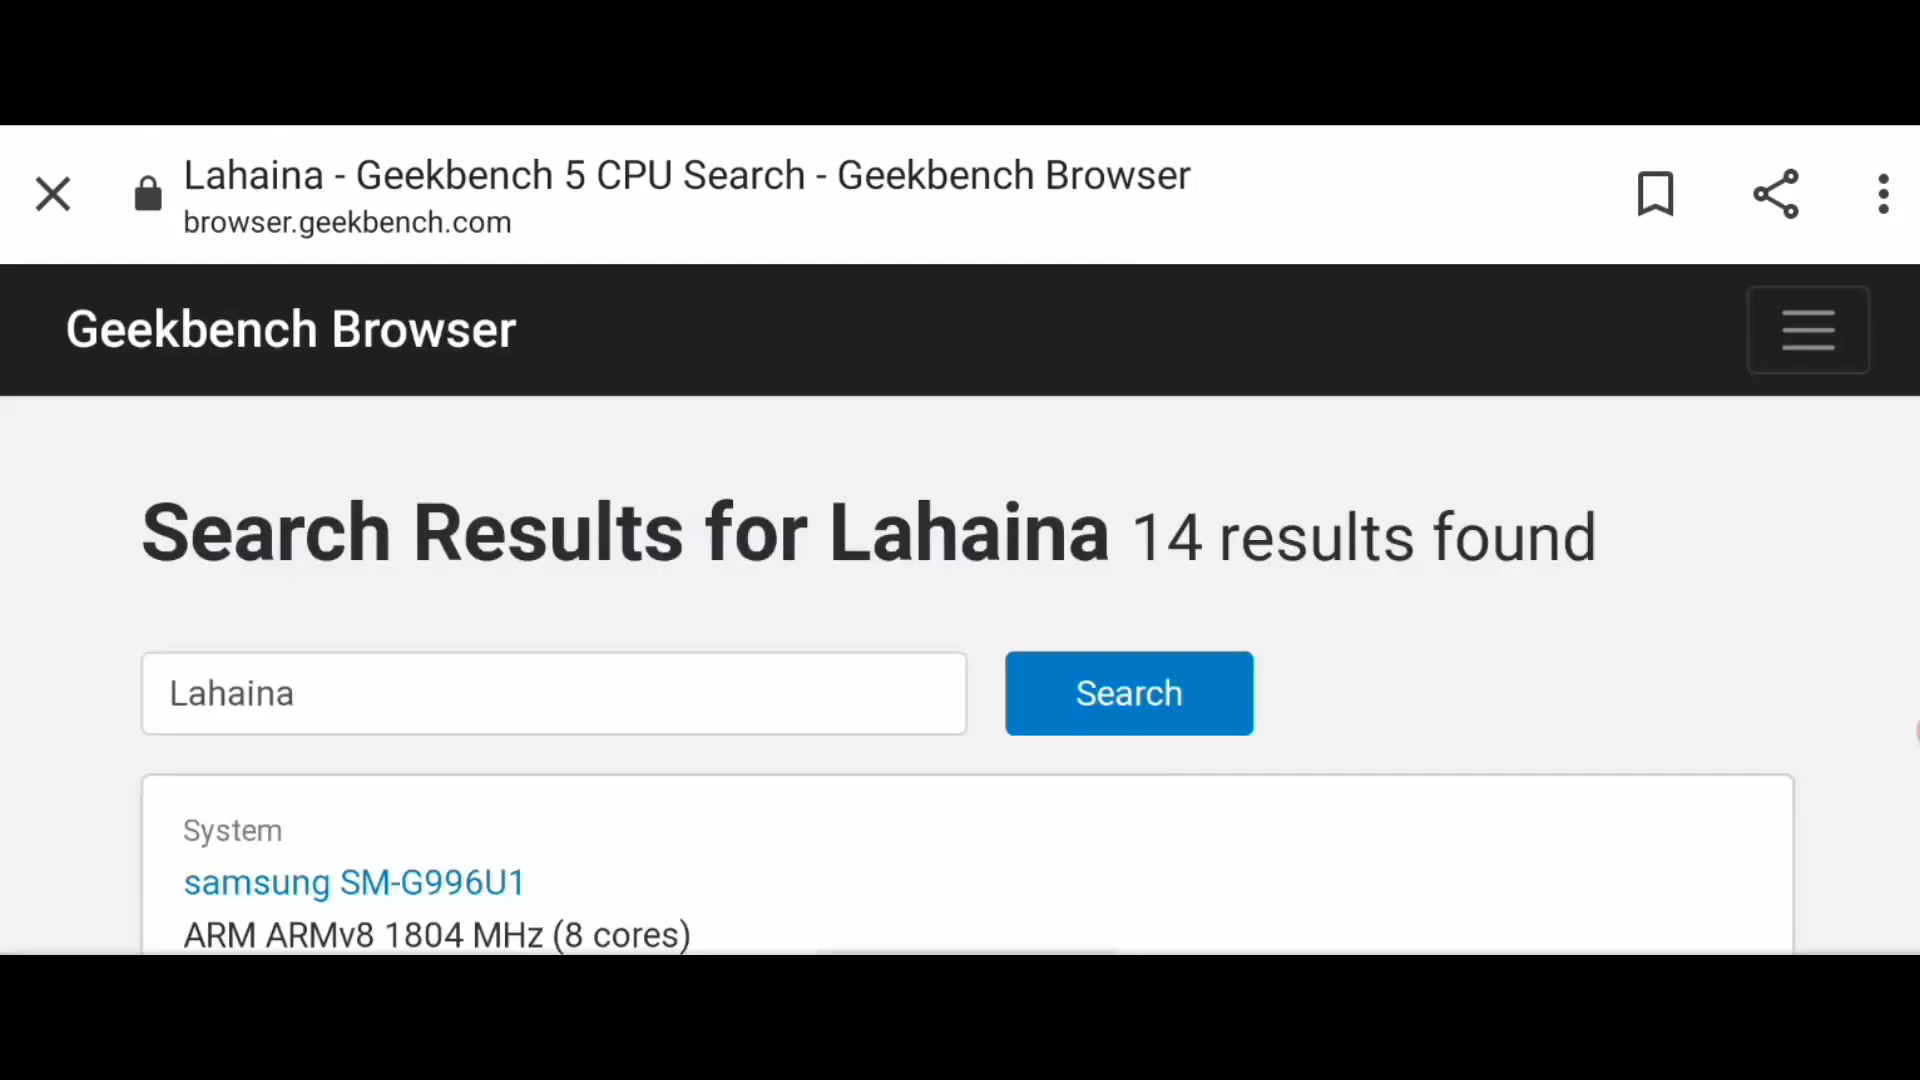 Lahaina - Geekbench 5 CPU Search - Geekbench Browser
browser.geekbench.com
Geekbench Browser
Search Results for Lahaina 14 results found
Lahaina Search
System
samsung SM-G996U1
ARM ARMv8 1804 MHz (8 cores)